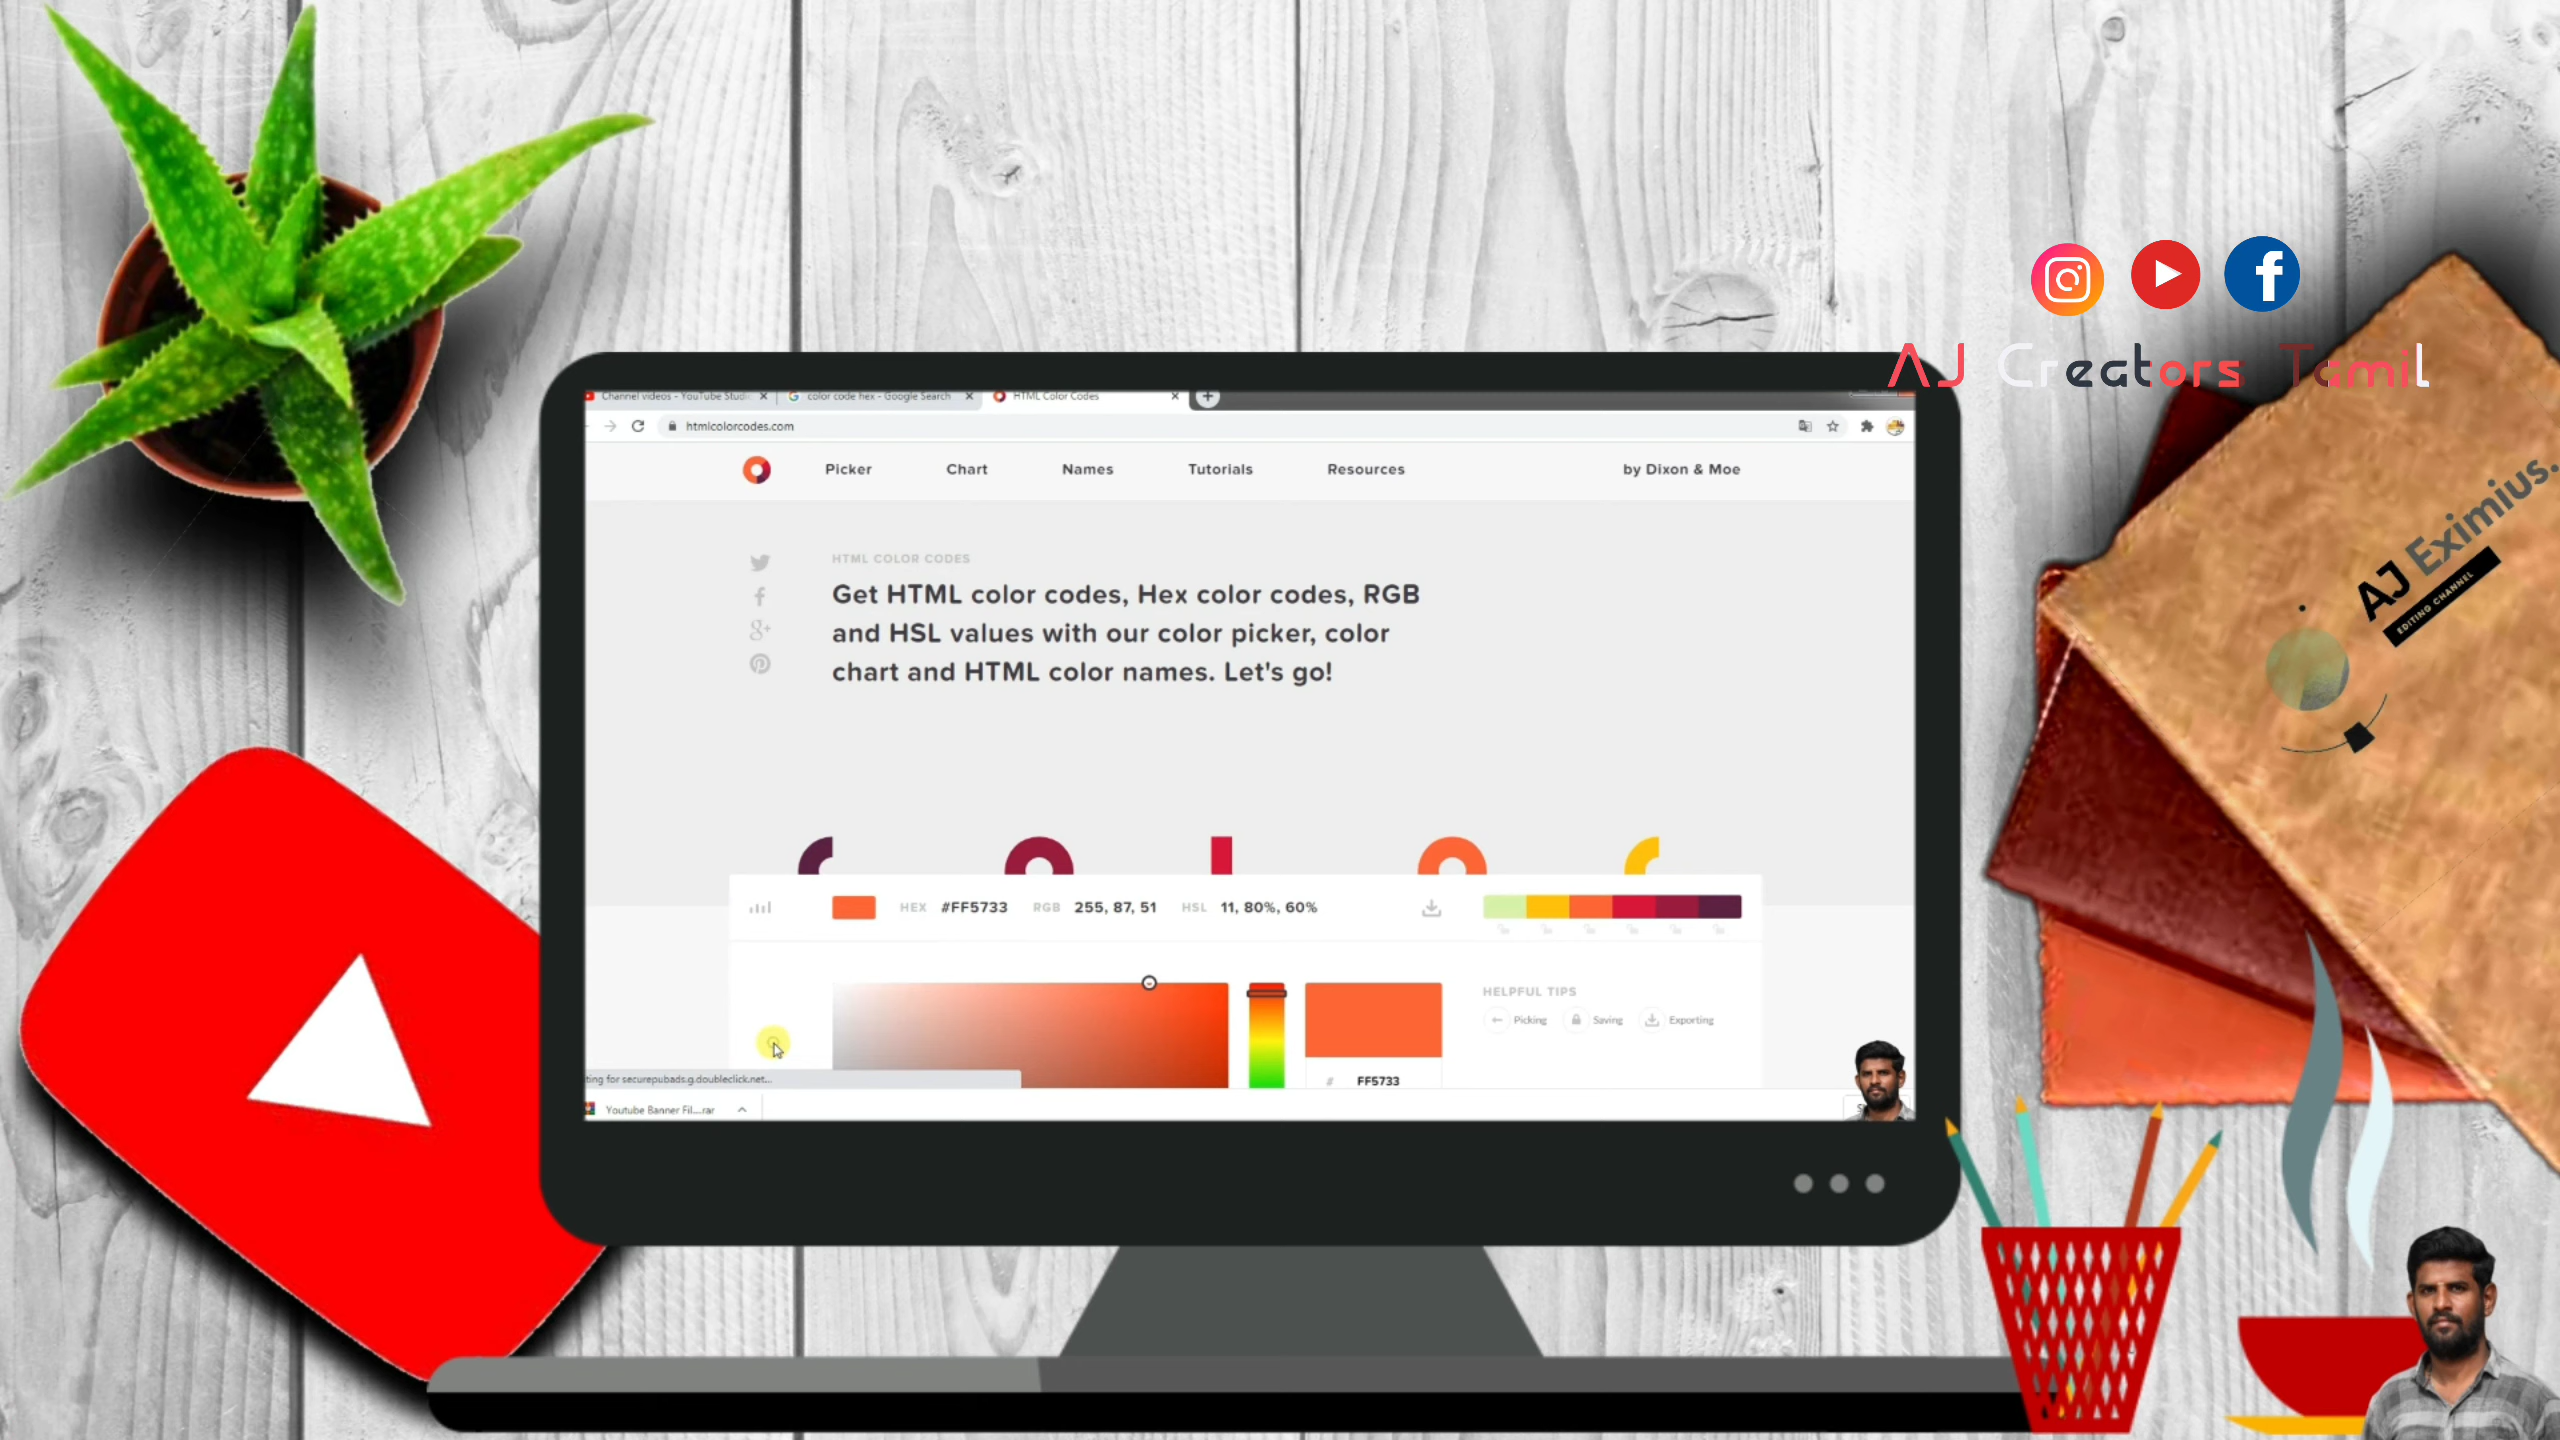 AJ Creators Tamil
Channel videos - YouTube Studi
color code hex - Google Search
HTML Color Codes
htmlcolorcodes.com
Picker
Chart
Names
Tutorials
Resources
by Dixon & Moe
HTML COLOR CODES
Get HTML color codes, Hex color codes, RGB
and HSL values with our color picker, color
chart and HTML color names. Let's go!
HEX #FF5733 RGB 255, 87, 51 HSL 11, 80%, 60%
HELPFUL TIPS
Picking
Saving
Exporting
# FF5733
ting for securepubads.g.doubleclick.net...
Youtube Banner Fil....rar
AJ Eximius.
EDITING CHANNEL